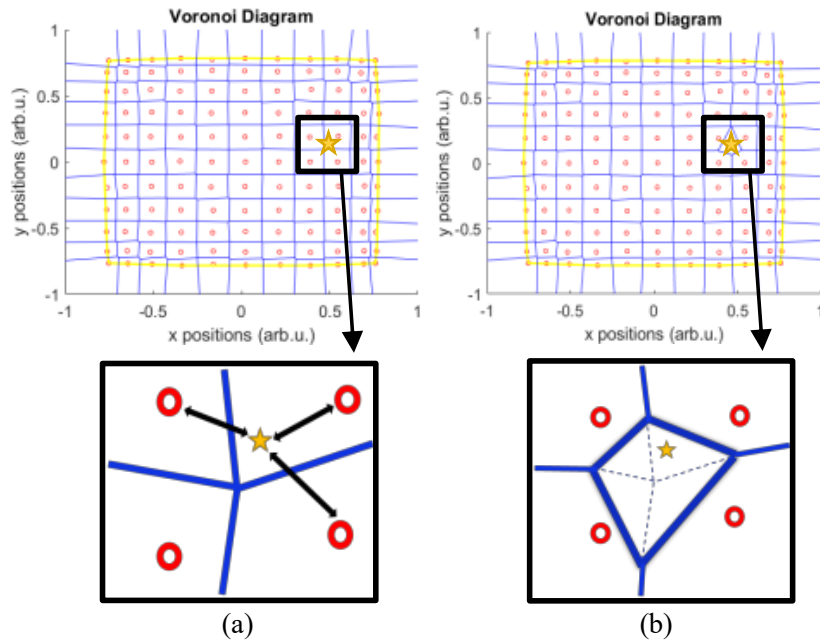 Voronoi Diagram
1
0.5
0
-0.5
-1
-1
-0.5
0
0.5
1
y positions (arb.u.)
x positions (arb.u.)
Voronoi Diagram
1
0.5
0
-0.5
-1
-1
-0.5
0
0.5
1
y positions (arb.u.)
x positions (arb.u.)
(a)
(b)